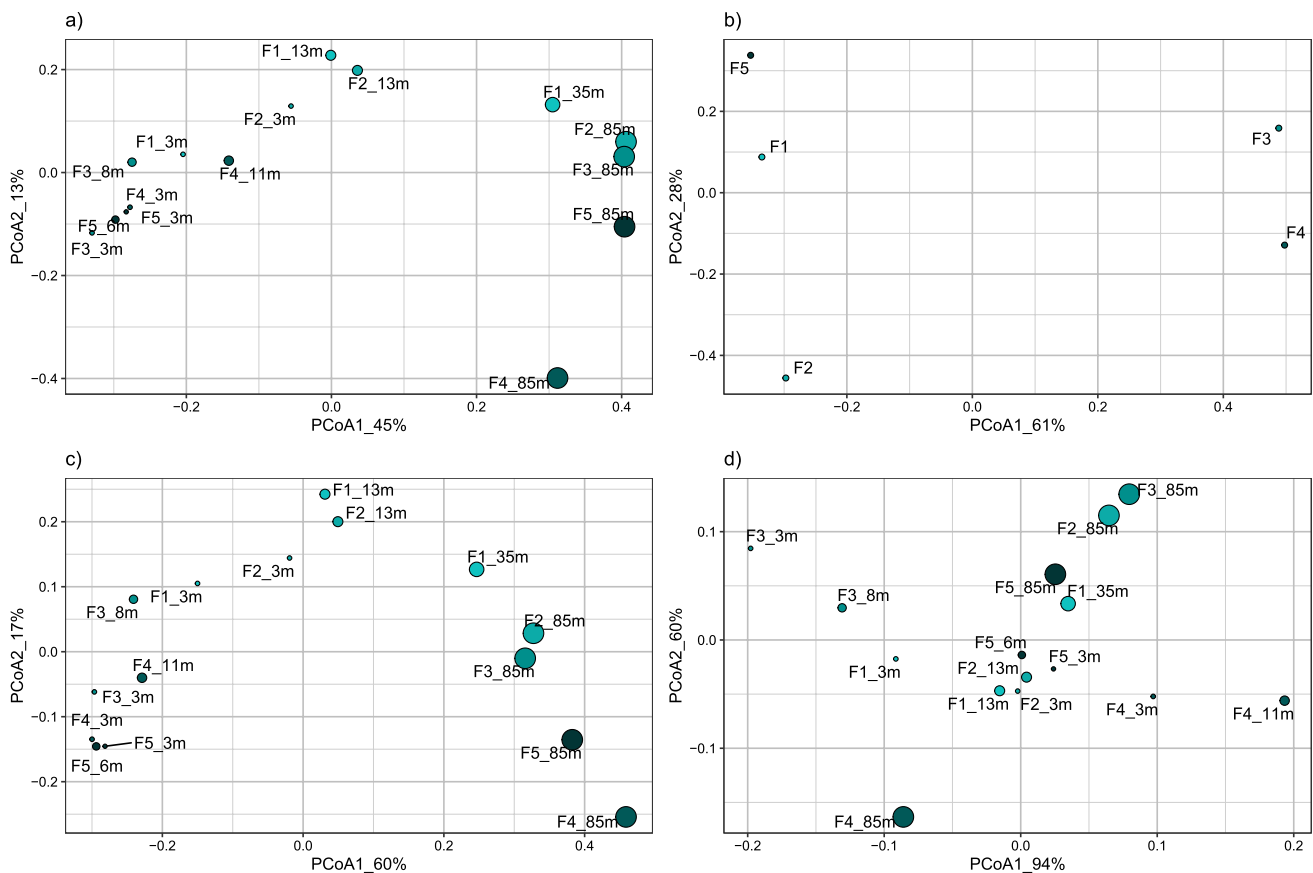 a)
F1_13m
F2_13m
F1_35m
F2_3m
F2_85m
F1_3m
F3_8m
F4_11m
F3_85m
F4_3m
F5_3m
F5_6m
F3_3m
F5_85m
F4_85m
0.2
0.0
−0.2
−0.4
PCoA2_13%
−0.2
0.0
0.2
0.4
PCoA1_45%
b)
F5
F1
F3
F4
F2
0.2
0.0
−0.2
−0.4
PCoA2_28%
−0.2
0.0
0.2
0.4
PCoA1_61%
c)
F1_13m
F2_13m
F1_35m
F2_3m
F1_3m
F3_8m
F2_85m
F3_85m
F4_11m
F3_3m
F4_3m
F5_3m
F5_6m
F5_85m
F4_85m
0.2
0.1
0.0
−0.1
−0.2
PCoA2_17%
−0.2
0.0
0.2
0.4
PCoA1_60%
d)
F3_85m
F2_85m
F3_3m
F5_85m
F1_35m
F3_8m
F5_6m
F5_3m
F1_3m
F2_13m
F1_13m
F2_3m
F4_3m
F4_11m
F4_85m
0.1
0.0
−0.1
PCoA2_60%
−0.2
−0.1
0.0
0.1
0.2
PCoA1_94%